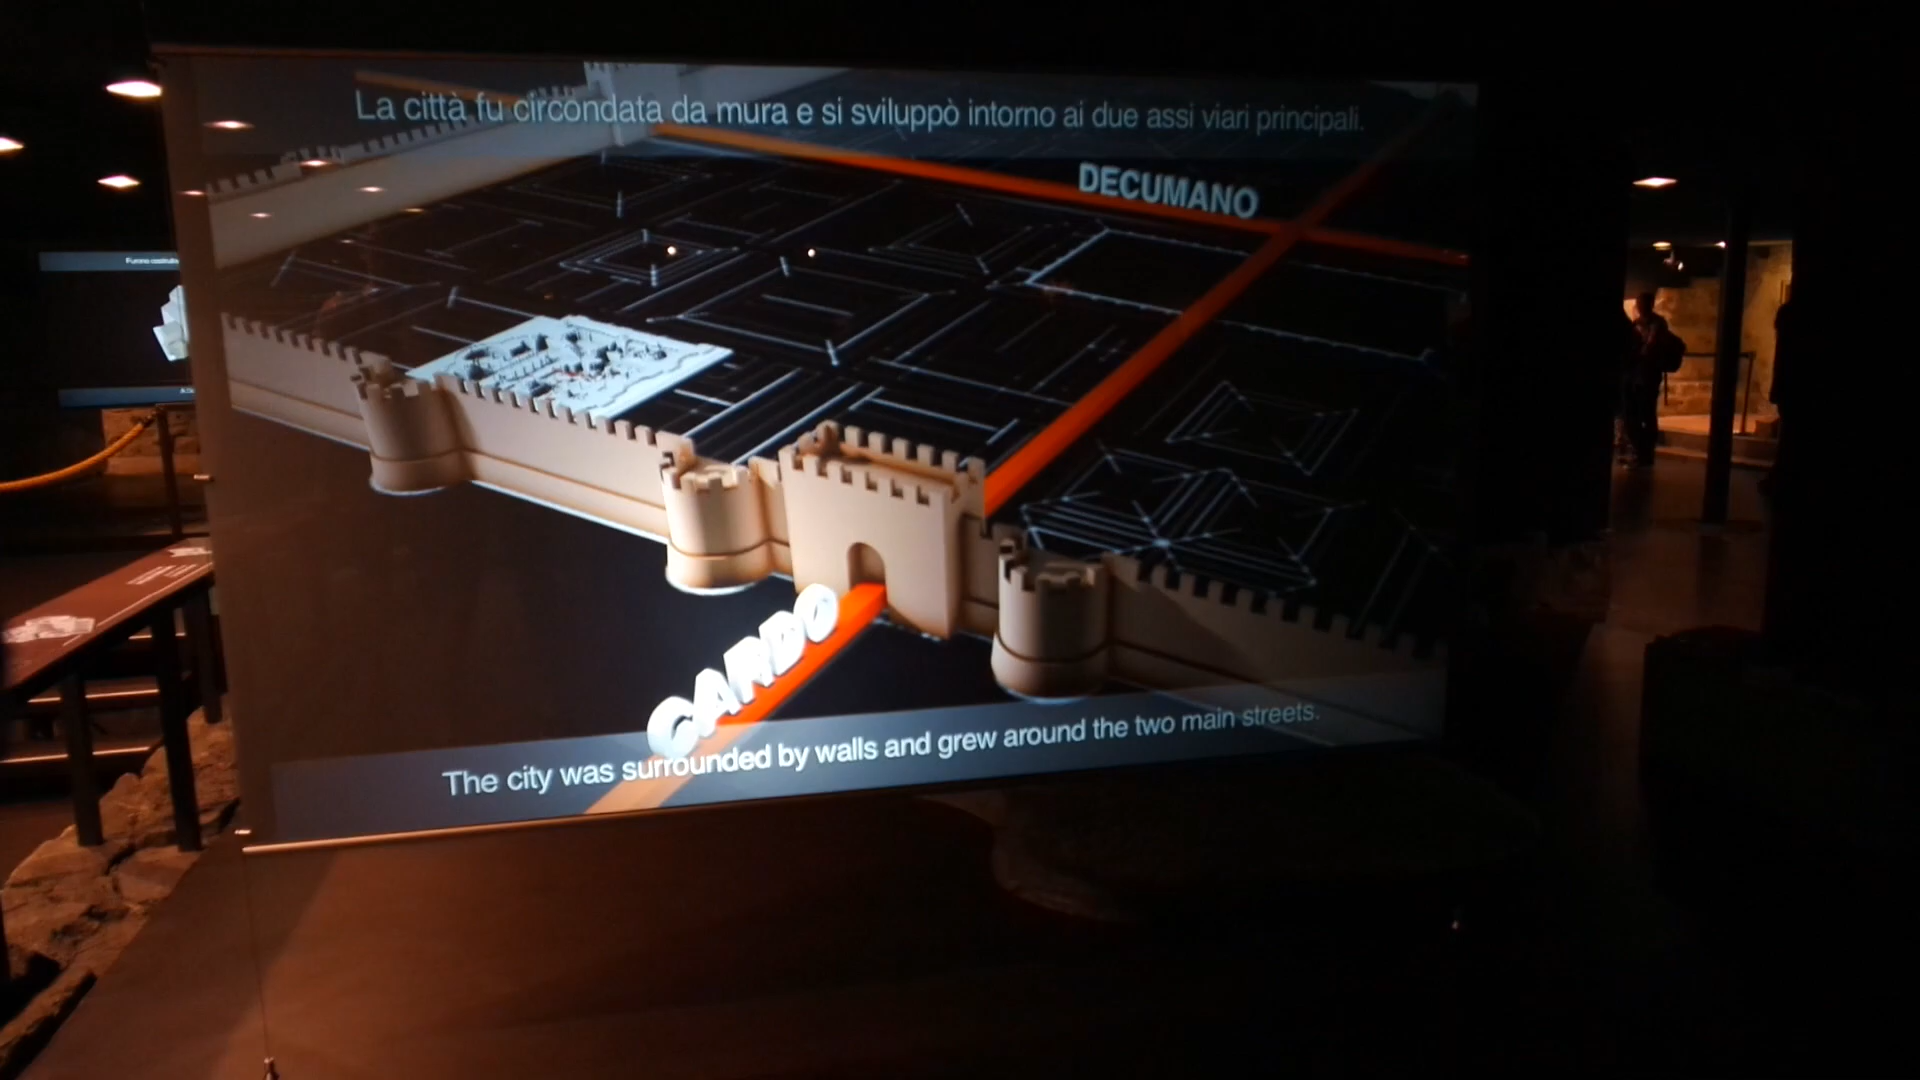 La città fu circondata da mura e si sviluppò intorno ai due assi viari principali.
DECUMANO
CARDO
The city was surrounded by walls and grew around the two main streets.